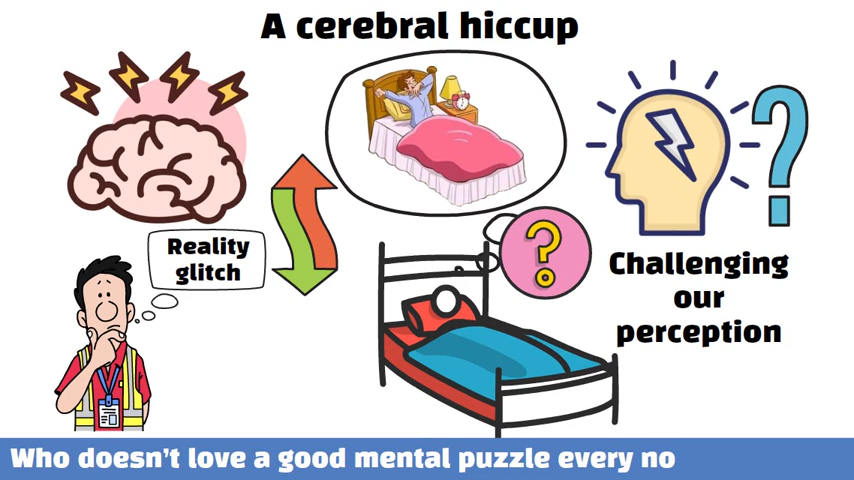 A cerebral hiccup
Reality
glitch
Challenging
our
perception
Who doesn't love a good mental puzzle every no